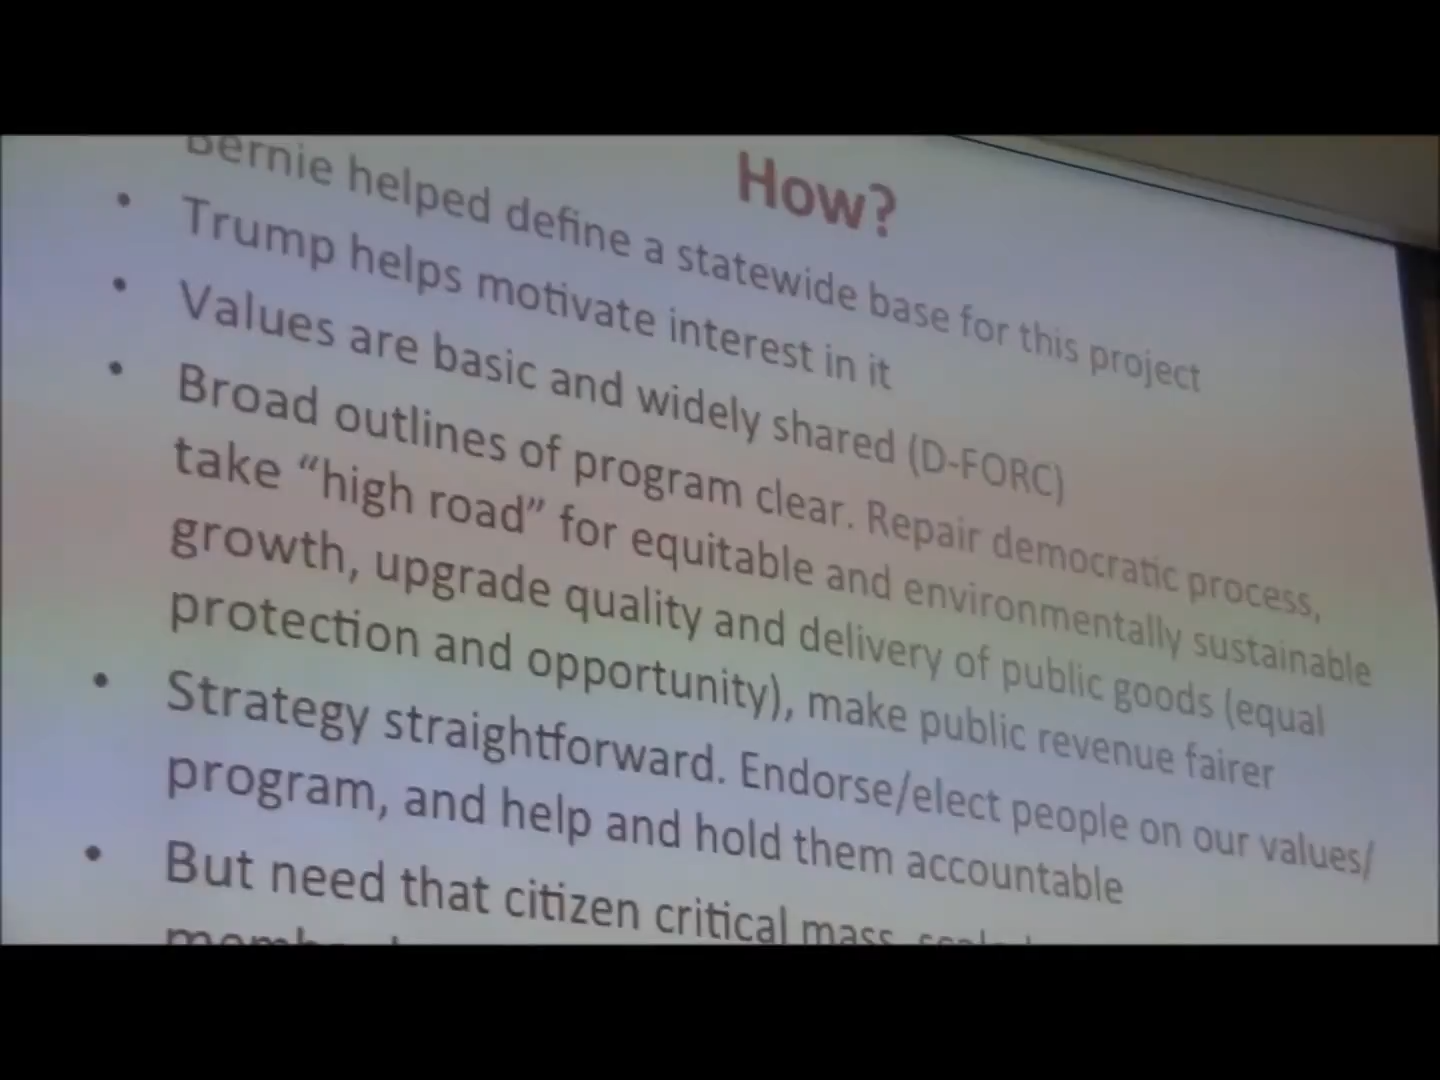 How?
Bernie helped define a statewide base for this project
• Trump helps motivate interest in it
• Values are basic and widely shared (D-FORC)
• Broad outlines of program clear. Repair democratic process,
take “high road” for equitable and environmentally sustainable
growth, upgrade quality and delivery of public goods (equal
protection and opportunity), make public revenue fairer
• Strategy straightforward. Endorse/elect people on our values/
program, and help and hold them accountable
• But need that citizen critical mass,